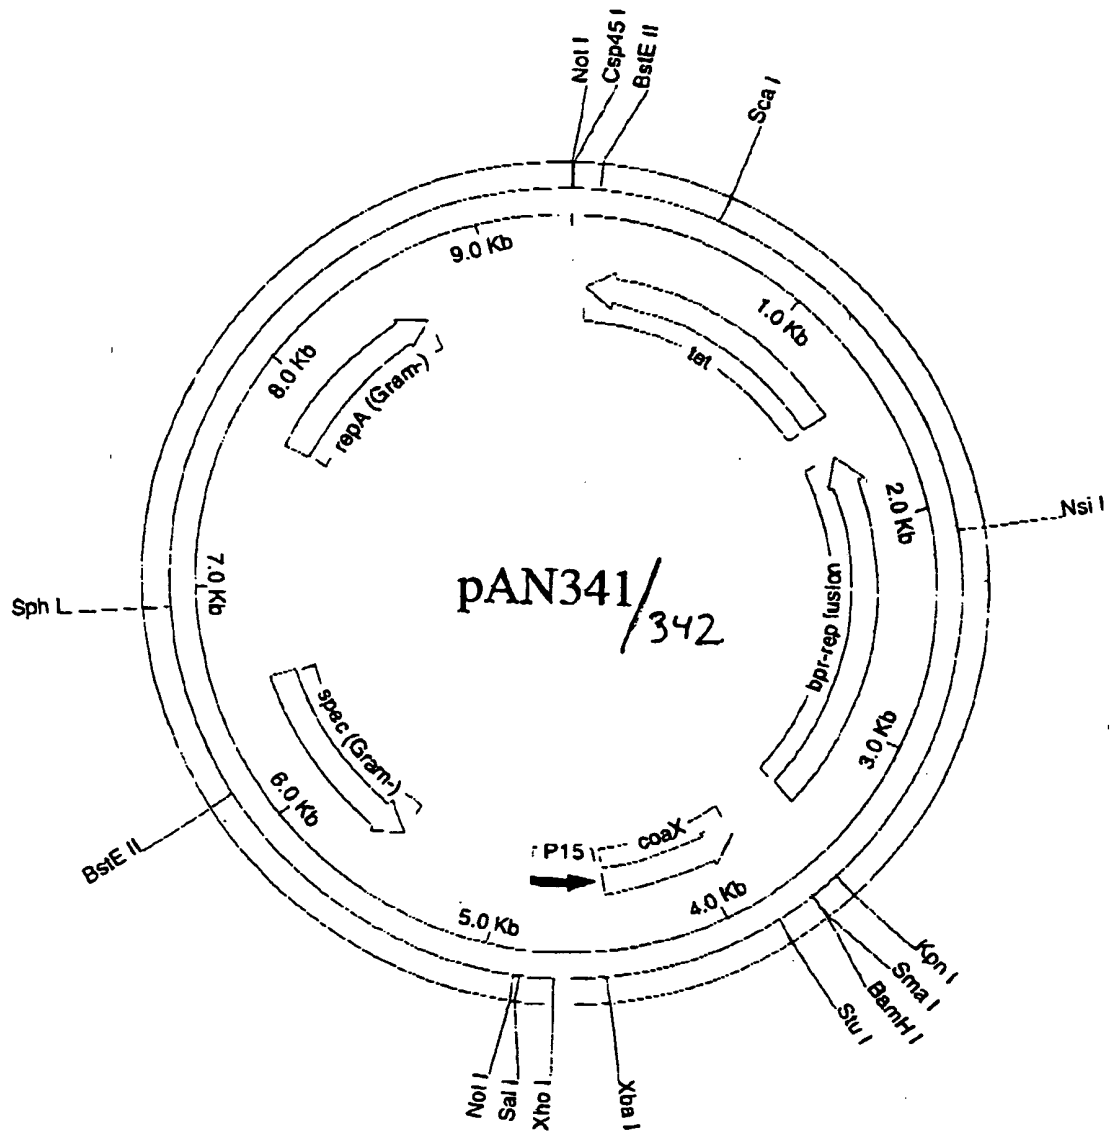 Not I
Csp45 I
BstE II
Sca I
9.0 Kb
1.0 Kb
tet
8.0 Kb
repA (Gram-)
2.0 Kb
Nsi I
bpr-rep fusion
pAN341/342
7.0 Kb
Sph I
spec (Gram-)
3.0 Kb
6.0 Kb
BstE II
P15
coaX
5.0 Kb
4.0 Kb
Kpn I
Sma I
BamH I
Stu I
Not I
Sal I
Xho I
Xba I